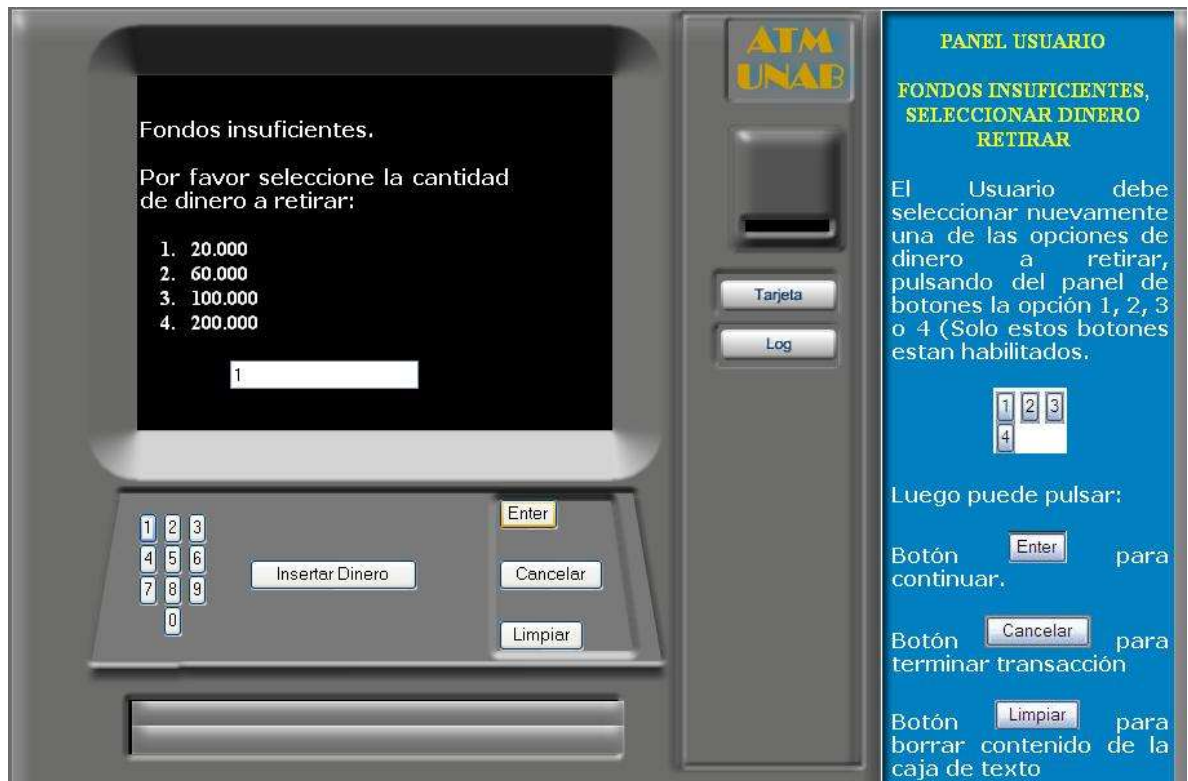 Fondos insuficientes.
Por favor seleccione la cantidad
de dinero a retirar:
1. 20.000
2. 60.000
3. 100.000
4. 200.000
1
1 2 3
4 5 6
7 8 9
0
Insertar Dinero
Enter
Cancelar
Limpiar
ATM
UNAB
Tarjeta
Log
PANEL USUARIO
FONDOS INSUFICIENTES,
SELECCIONAR DINERO
RETIRAR
El Usuario debe
seleccionar nuevamente
una de las opciones de
dinero a retirar,
pulsando del panel de
botones la opción 1, 2, 3
o 4 (Solo estos botones
estan habilitados.
1 2 3
4
Luego puede pulsar:
Botón Enter para
continuar.
Botón Cancelar para
terminar transacción
Botón Limpiar para
borrar contenido de la
caja de texto